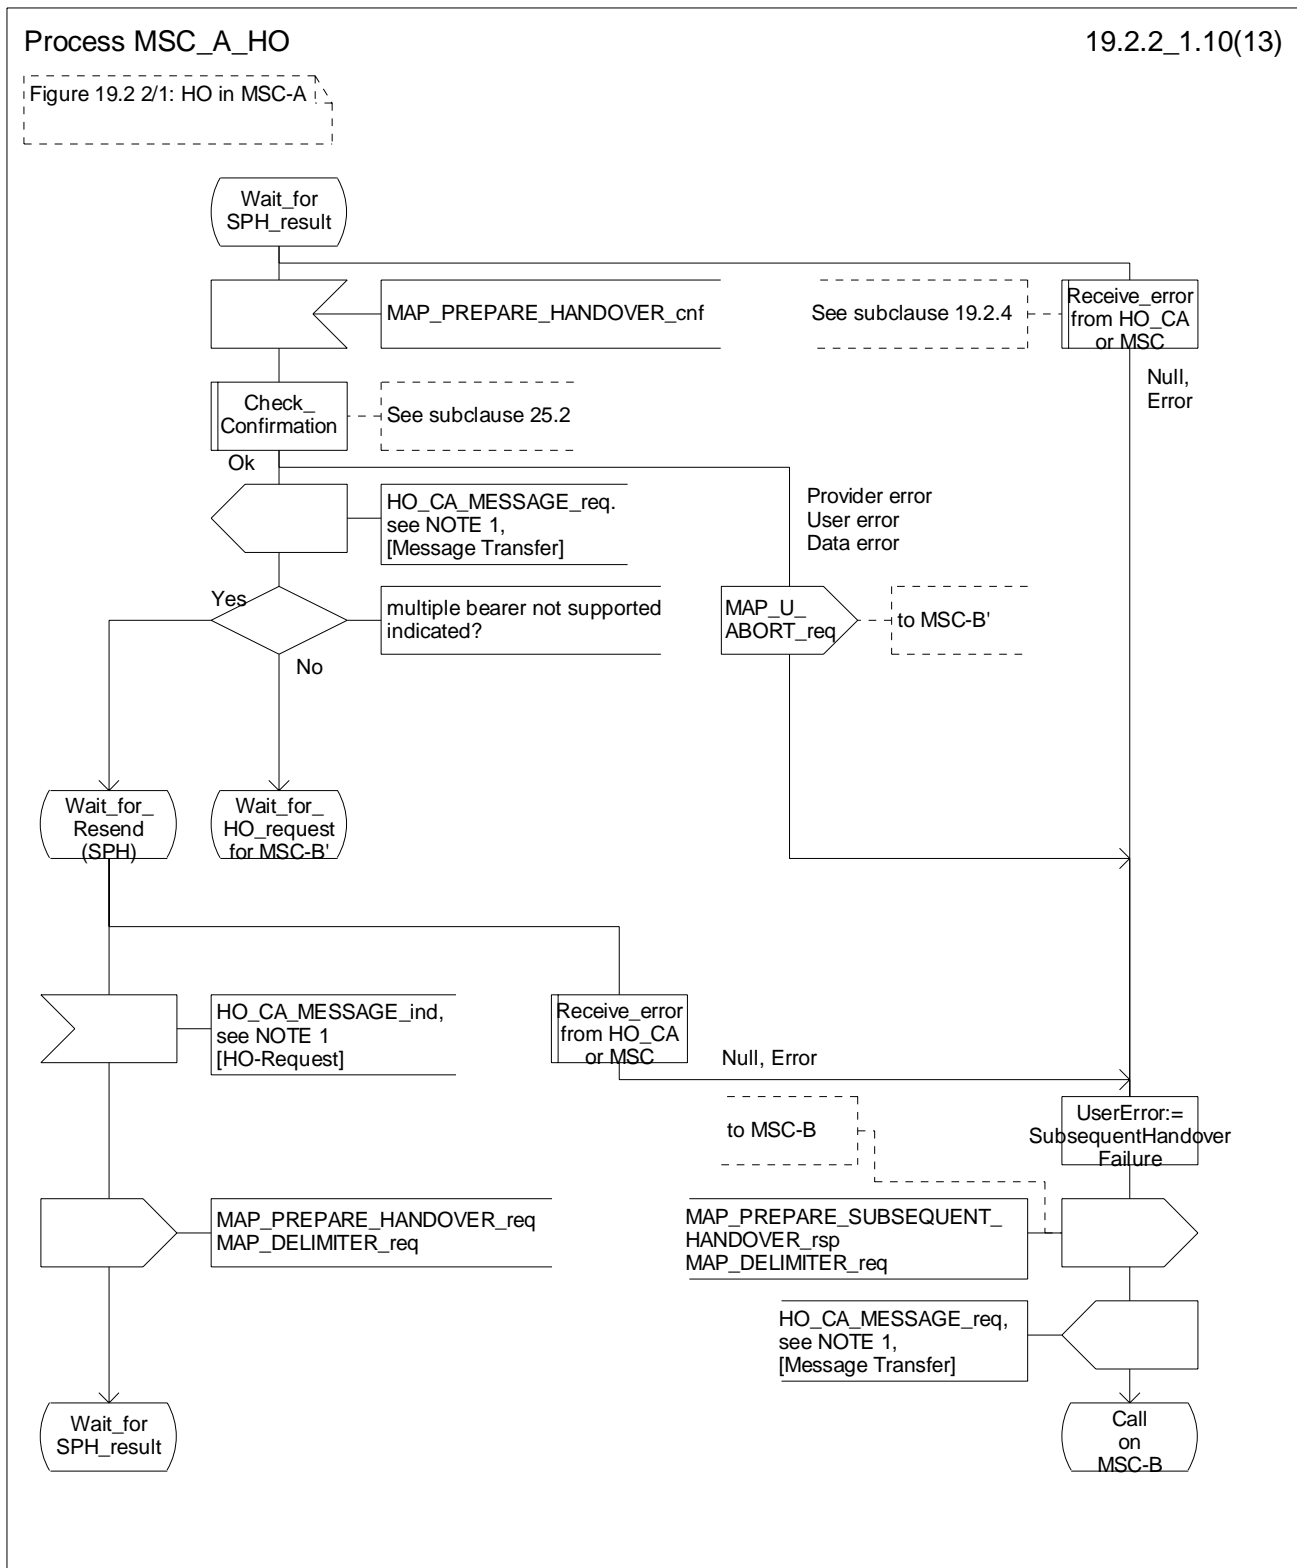 Process MSC_A_HO
19.2.2_1.10(13)
Figure 19.2 2/1: HO in MSC-A
Wait_for
SPH_result
MAP_PREPARE_HANDOVER_cnf
See subclause 19.2.4
Receive_error
from HO_CA
or MSC
Null,
Error
Check_
Confirmation
See subclause 25.2
Ok
HO_CA_MESSAGE_req.
see NOTE 1,
[Message Transfer]
Provider error
User error
Data error
Yes
multiple bearer not supported
indicated?
No
MAP_U_
ABORT_req
to MSC-B'
Wait_for_
Resend
(SPH)
Wait_for_
HO_request
for MSC-B'
HO_CA_MESSAGE_ind,
see NOTE 1
[HO-Request]
Receive_error
from HO_CA
or MSC
Null, Error
to MSC-B
UserError:=
SubsequentHandover
Failure
MAP_PREPARE_HANDOVER_req
MAP_DELIMITER_req
MAP_PREPARE_SUBSEQUENT_
HANDOVER_rsp
MAP_DELIMITER_req
HO_CA_MESSAGE_req,
see NOTE 1,
[Message Transfer]
Wait_for
SPH_result
Call
on
MSC-B